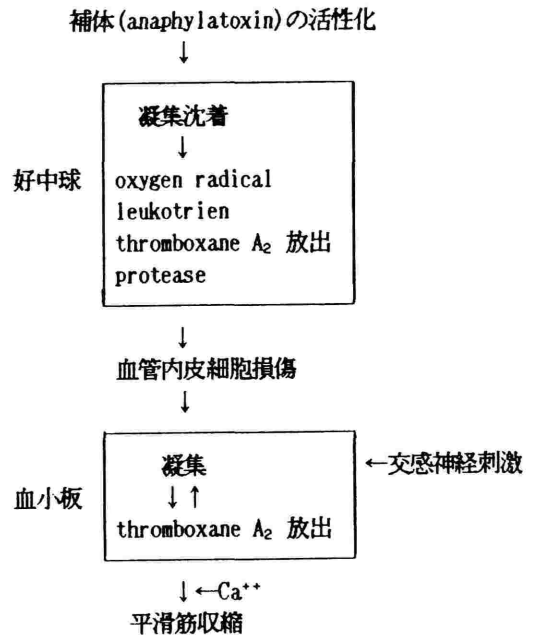 補体(anaphylatoxin)の活性化
↓
凝集沈着
↓
好中球
oxygen radical
leukotrien
thromboxane A₂ 放出
protease
↓
血管内皮細胞損傷
↓
凝集
←交感神経刺激
血小板
↓↑
thromboxane A₂ 放出
↓←Ca⁺⁺
平滑筋収縮